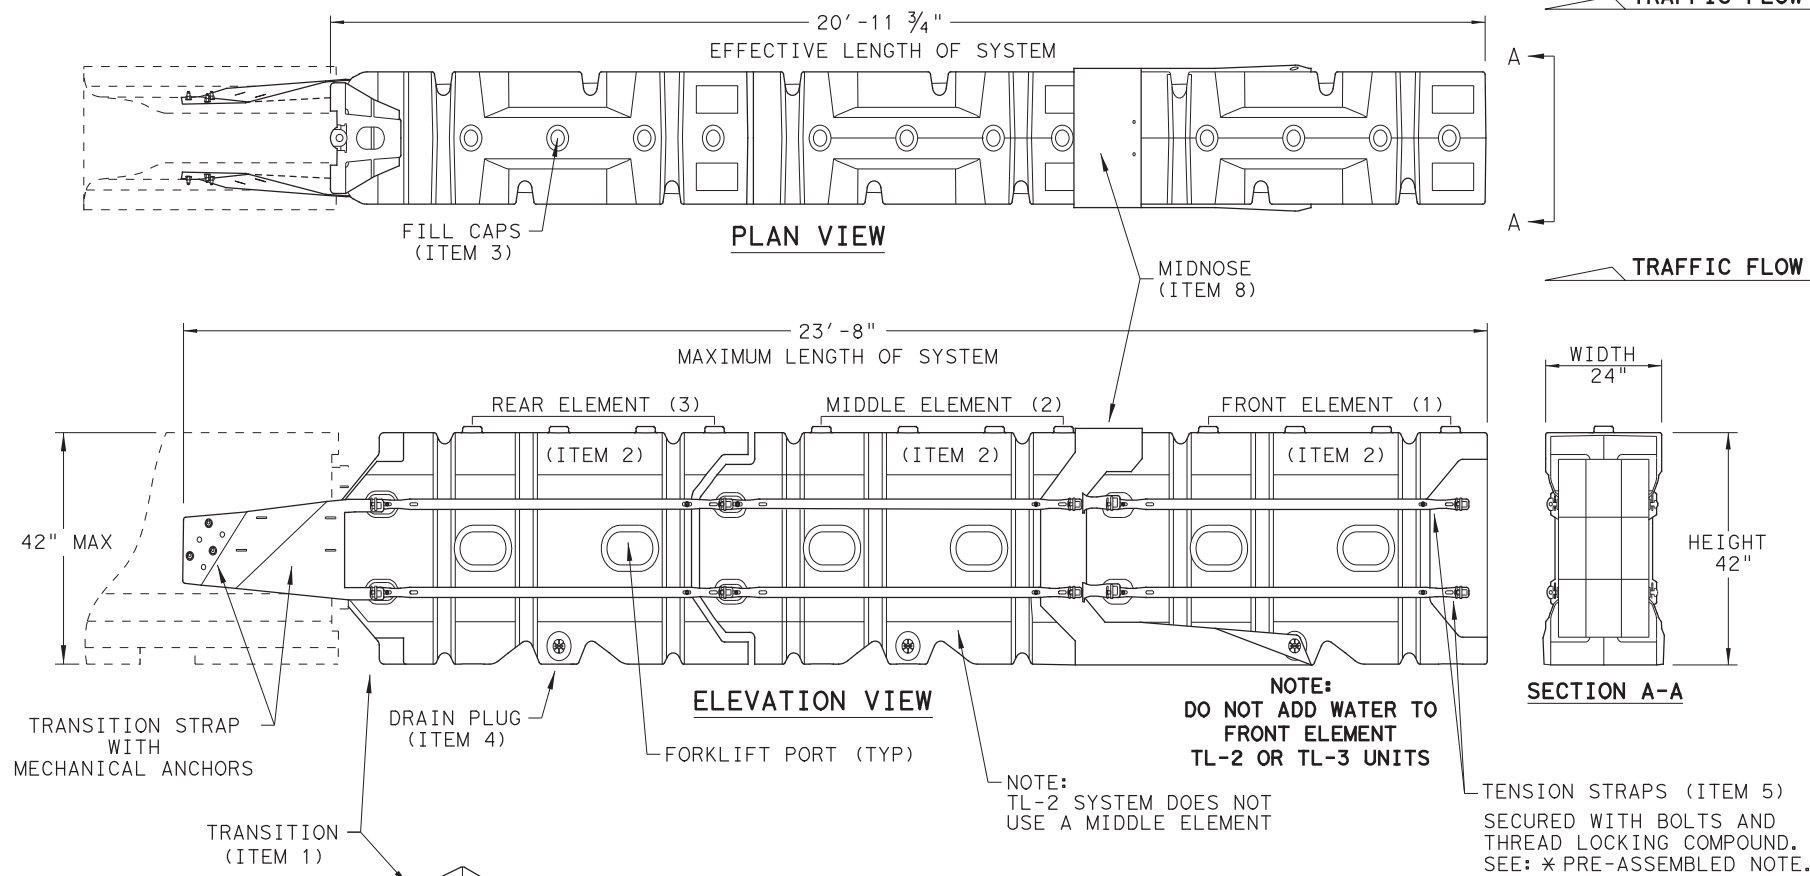 TRAFFIC FLOW
20'-11 ¾"
EFFECTIVE LENGTH OF SYSTEM
A
A
FILL CAPS
(ITEM 3)
PLAN VIEW
MIDNOSE
(ITEM 8)
TRAFFIC FLOW
23'-8"
MAXIMUM LENGTH OF SYSTEM
WIDTH
24"
REAR ELEMENT (3)
MIDDLE ELEMENT (2)
FRONT ELEMENT (1)
(ITEM 2)
(ITEM 2)
(ITEM 2)
42" MAX
HEIGHT
42"
ELEVATION VIEW
SECTION A-A
NOTE:
DO NOT ADD WATER TO
FRONT ELEMENT
TL-2 OR TL-3 UNITS
TRANSITION STRAP
WITH
MECHANICAL ANCHORS
DRAIN PLUG
(ITEM 4)
FORKLIFT PORT (TYP)
NOTE:
TL-2 SYSTEM DOES NOT
USE A MIDDLE ELEMENT
TENSION STRAPS (ITEM 5)
SECURED WITH BOLTS AND
THREAD LOCKING COMPOUND.
SEE: * PRE-ASSEMBLED NOTE.
TRANSITION
(ITEM 1)